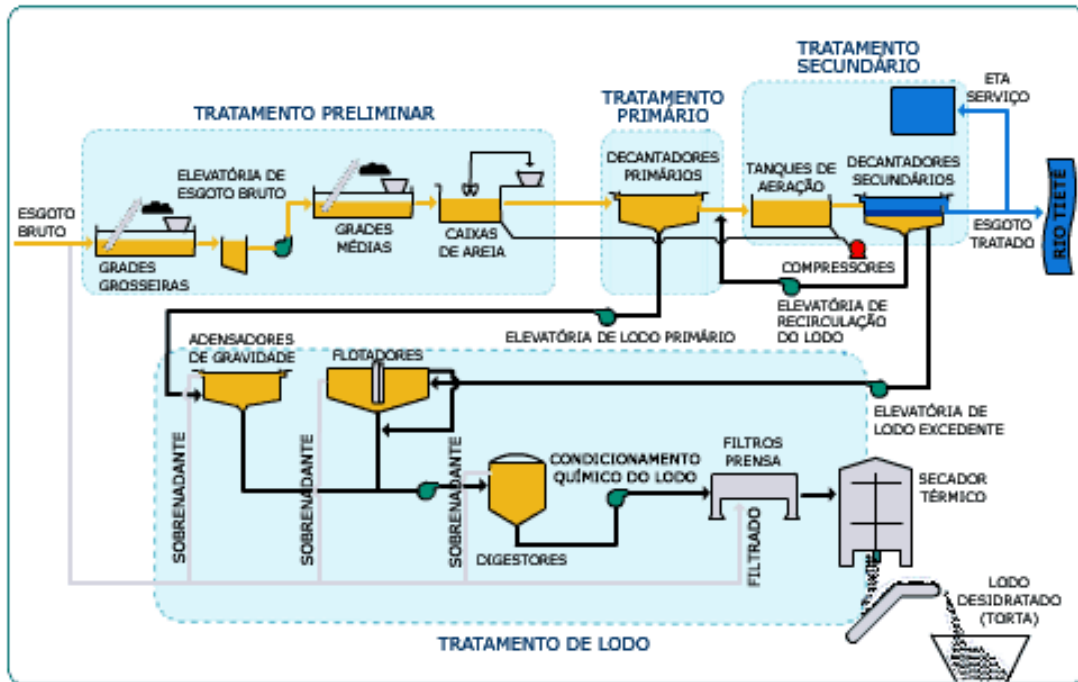 TRATAMENTO
SECUNDÁRIO
ETA
SERVIÇO
TRATAMENTO PRELIMINAR
TRATAMENTO
PRIMÁRIO
ELEVATÓRIA DE
ESGOTO BRUTO
DECANTADORES
PRIMÁRIOS
TANQUES DE
AERAÇÃO
DECANTADORES
SECUNDÁRIOS
ESGOTO
BRUTO
GRADES
GROSSEIRAS
GRADES
MÉDIAS
CAIXAS
DE AREIA
COMPRESSORES
ESGOTO
TRATADO
RIO TIETÊ
ELEVATÓRIA DE LODO PRIMÁRIO
ELEVATÓRIA DE
RECIRCULAÇÃO
DO LODO
ADENSADORES
DE GRAVIDADE
FLOTADORES
ELEVATÓRIA DE
LODO EXCEDENTE
SOBRENADANTE
SOBRENADANTE
SOBRENADANTE
CONDICIONAMENTO
QUÍMICO DO LODO
DIGESTORES
FILTROS
PRENSA
FILTRADO
SECADOR
TÉRMICO
LODO
DESIDRATADO
(TORTA)
TRATAMENTO DE LODO